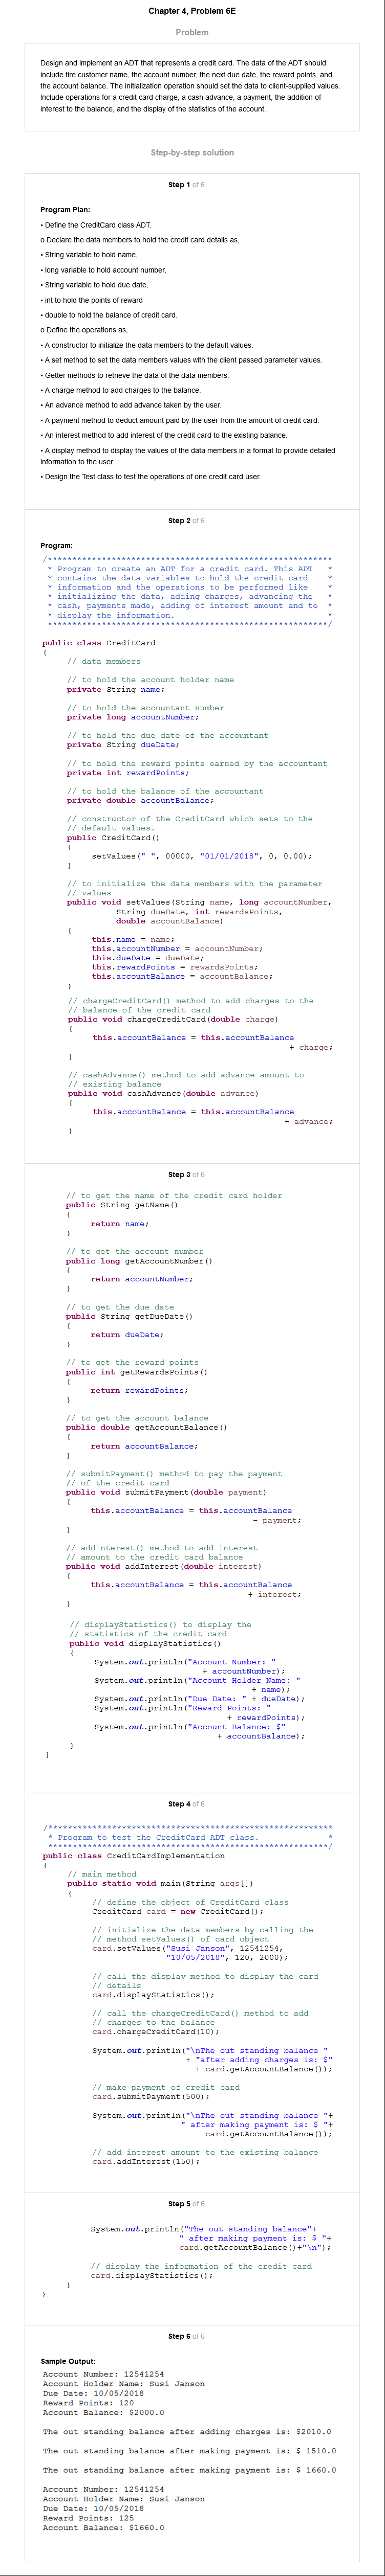 Chapter 4, Problem 6E
Problem
Design and implement an ADT that represents a credit card. The data of the ADT should
include tire customer name, the account number, the next due date, the reward points, and
the account balance. The initialization operation should set the data to client-supplied values.
Include operations for a credit card charge, a cash advance, a payment, the addition of
interest to the balance, and the display of the statistics of the account.
Step-by-step solution
Step 1 of 6
Program Plan:
• Define the CreditCard class ADT.
o Declare the data members to hold the credit card details as,
• String variable to hold name,
• long variable to hold account number,
• String variable to hold due date,
• int to hold the points of reward
• double to hold the balance of credit card.
o Define the operations as,
• A constructor to initialize the data members to the default values.
• A set method to set the data members values with the client passed parameter values.
• Getter methods to retrieve the data of the data members.
• A charge method to add charges to the balance.
• An advance method to add advance taken by the user.
• A payment method to deduct amount paid by the user from the amount of credit card.
• An interest method to add interest of the credit card to the existing balance.
• A display method to display the values of the data members in a format to provide detailed
information to the user.
• Design the Test class to test the operations of one credit card user.
Step 2 of 6
Program:
/**********************************************************
* Program to create an ADT for a credit card. This ADT *
* contains the data variables to hold the credit card *
* information and the operations to be performed like *
* initializing the data, adding charges, advancing the *
* cash, payments made, adding of interest amount and to *
* display the information. *
*********************************************************/
public class CreditCard
{
// data members
// to hold the account holder name
private String name;
// to hold the accountant number
private long accountNumber;
// to hold the due date of the accountant
private String dueDate;
// to hold the reward points earned by the accountant
private int rewardPoints;
// to hold the balance of the accountant
private double accountBalance;
// constructor of the CreditCard which sets to the
// default values.
public CreditCard()
{
setValues(" ", 00000, "01/01/2018", 0, 0.00);
}
// to initialize the data members with the parameter
// values
public void setValues(String name, long accountNumber,
String dueDate, int rewardsPoints,
double accountBalance)
{
this.name = name;
this.accountNumber = accountNumber;
this.dueDate = dueDate;
this.rewardPoints = rewardsPoints;
this.accountBalance = accountBalance;
}
// chargeCreditCard() method to add charges to the
// balance of the credit card
public void chargeCreditCard(double charge)
{
this.accountBalance = this.accountBalance
+ charge;
}
// cashAdvance() method to add advance amount to
// existing balance
public void cashAdvance(double advance)
{
this.accountBalance = this.accountBalance
+ advance;
}
Step 3 of 6
// to get the name of the credit card holder
public String getName()
{
return name;
}
// to get the account number
public long getAccountNumber()
{
return accountNumber;
}
// to get the due date
public String getDueDate()
{
return dueDate;
}
// to get the reward points
public int getRewardsPoints()
{
return rewardPoints;
}
// to get the account balance
public double getAccountBalance()
{
return accountBalance;
}
// submitPayment() method to pay the payment
// of the credit card
public void submitPayment(double payment)
{
this.accountBalance = this.accountBalance
- payment;
}
// addInterest() method to add interest
// amount to the credit card balance
public void addInterest(double interest)
{
this.accountBalance = this.accountBalance
+ interest;
}
// displayStatistics() to display the
// statistics of the credit card
public void displayStatistics()
{
System.out.println("Account Number: "
+ accountNumber);
System.out.println("Account Holder Name: "
+ name);
System.out.println("Due Date: " + dueDate);
System.out.println("Reward Points: "
+ rewardPoints);
System.out.println("Account Balance: $"
+ accountBalance);
}
}
Step 4 of 6
/**********************************************************
* Program to test the CreditCard ADT class. *
*********************************************************/
public class CreditCardImplementation
{
// main method
public static void main(String args[])
{
// define the object of CreditCard class
CreditCard card = new CreditCard();
// initialize the data members by calling the
// method setValues() of card object
card.setValues("Susi Janson", 12541254,
"10/05/2018", 120, 2000);
// call the display method to display the card
// details
card.displayStatistics();
// call the chargeCreditCard() method to add
// charges to the balance
card.chargeCreditCard(10);
System.out.println("\nThe out standing balance "
+ "after adding charges is: $"
+ card.getAccountBalance());
// make payment of credit card
card.submitPayment(500);
System.out.println("\nThe out standing balance "+
" after making payment is: $ "+
card.getAccountBalance());
// add interest amount to the existing balance
card.addInterest(150);
Step 5 of 6
System.out.println("The out standing balance"+
" after making payment is: $ "+
card.getAccountBalance()+"\n");
// display the information of the credit card
card.displayStatistics();
}
}
Step 6 of 6
Sample Output:
Account Number: 12541254
Account Holder Name: Susi Janson
Due Date: 10/05/2018
Reward Points: 120
Account Balance: $2000.0
The out standing balance after adding charges is: $2010.0
The out standing balance after making payment is: $ 1510.0
The out standing balance after making payment is: $ 1660.0
Account Number: 12541254
Account Holder Name: Susi Janson
Due Date: 10/05/2018
Reward Points: 125
Account Balance: $1660.0